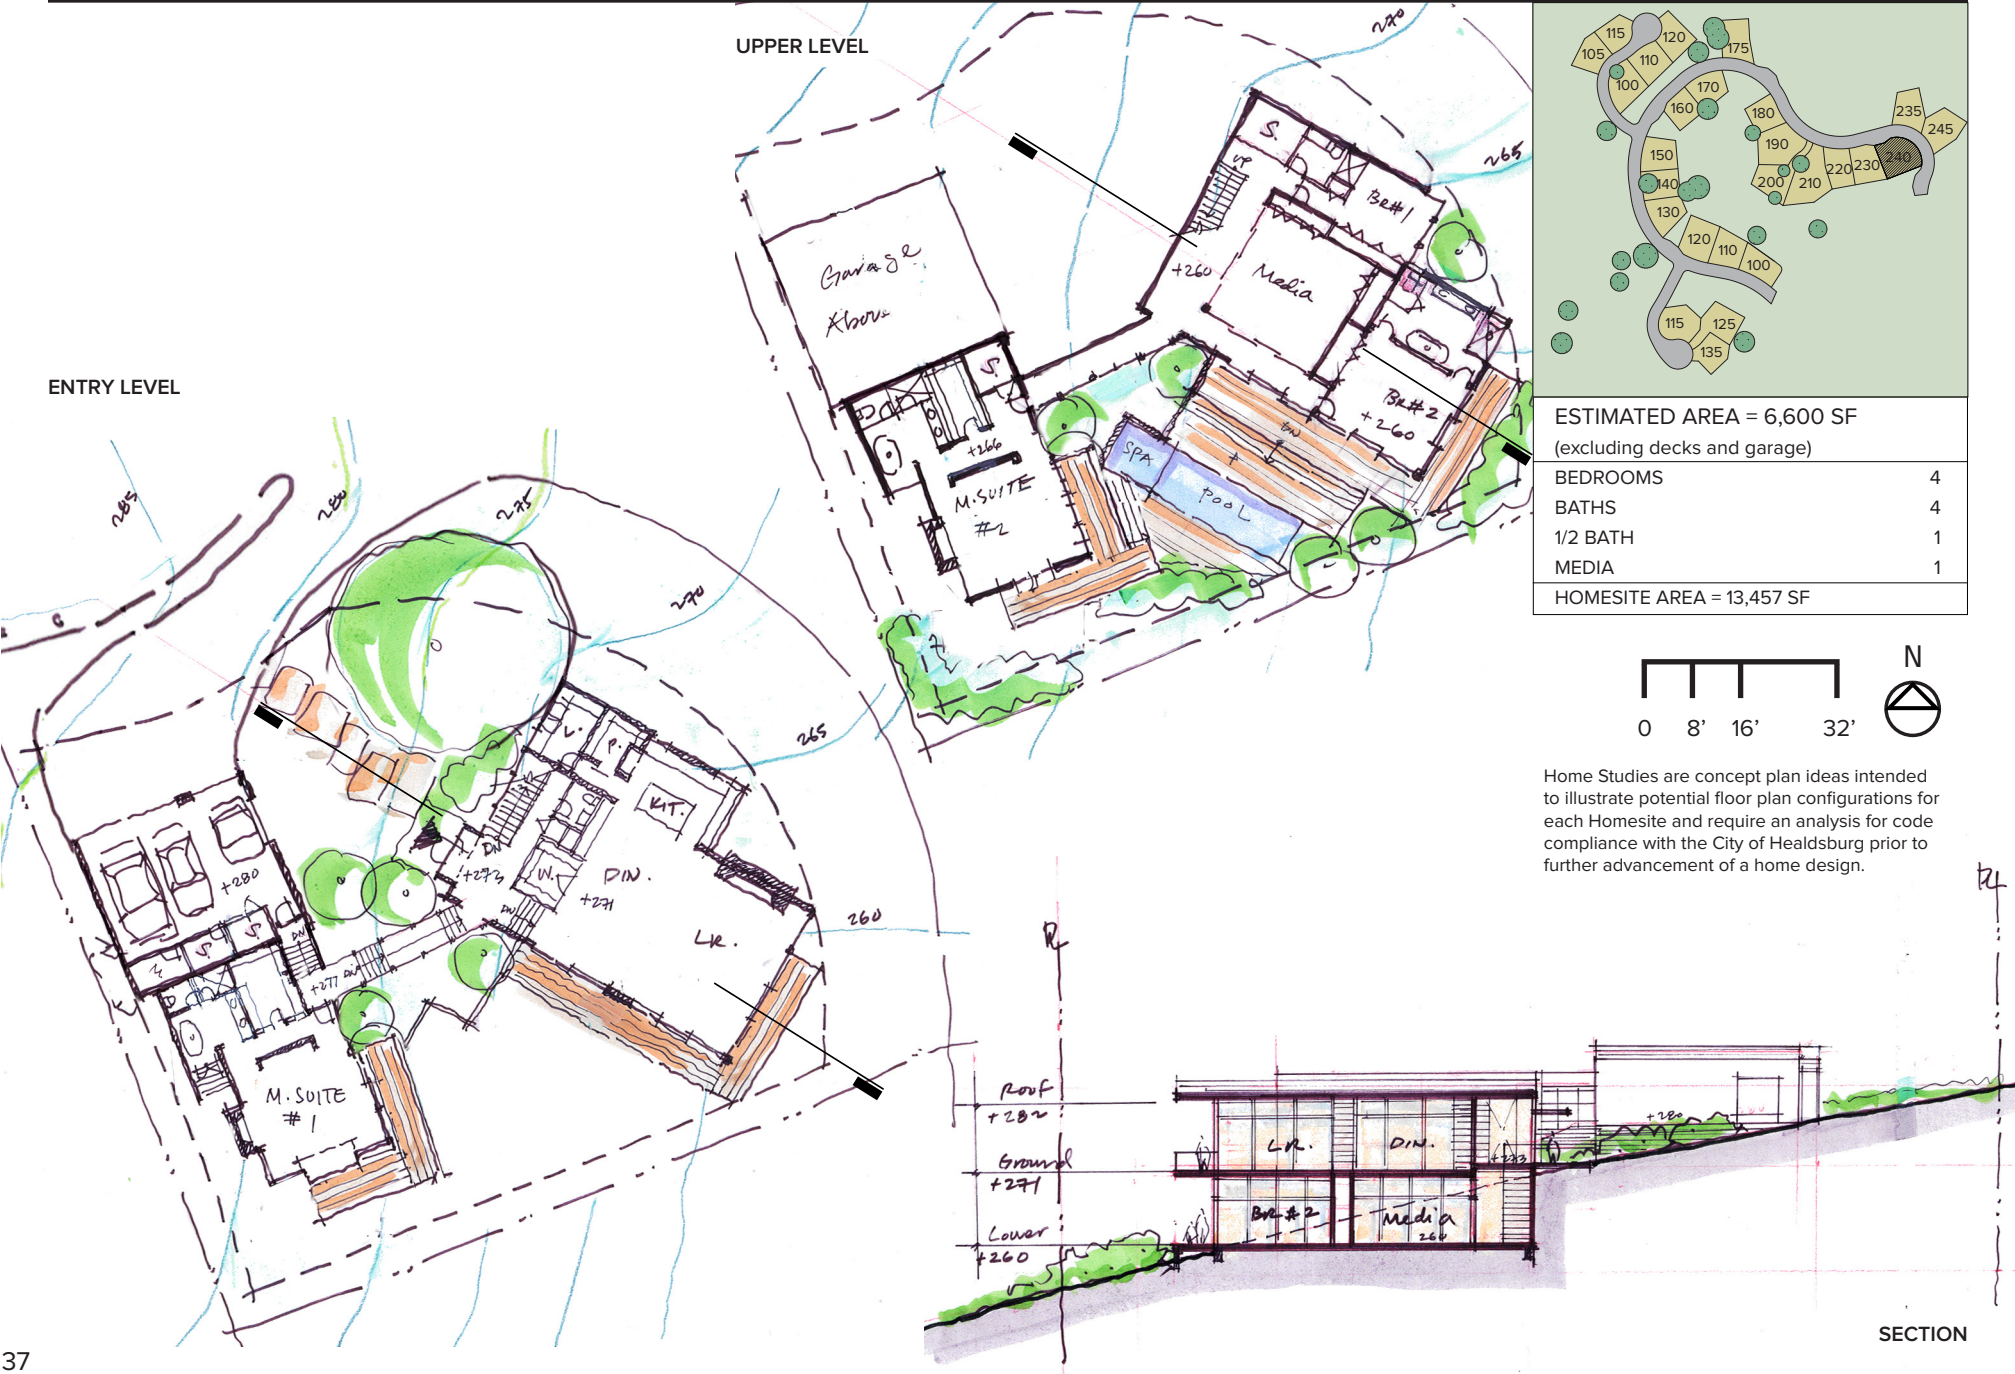 UPPER LEVEL
270
265
S.
UP
BR#1
+260
Media
Garage
Above
S.
+266
M.SUITE
#2
SPA
POOL
DN
BR#2
+260
115
120
105
110
175
100
170
160
180
235
190
245
150
220
230
240
140
200
210
130
120
110
100
115
125
135
ESTIMATED AREA = 6,600 SF
(excluding decks and garage)
BEDROOMS 4
BATHS 4
1/2 BATH 1
MEDIA 1
HOMESITE AREA = 13,457 SF
N
0 8’ 16’ 32’
Home Studies are concept plan ideas intended
to illustrate potential floor plan configurations for
each Homesite and require an analysis for code
compliance with the City of Healdsburg prior to
further advancement of a home design.
ENTRY LEVEL
285
280
275
270
265
260
L.
P.
KIT.
DN
+273
W.
DIN.
+271
DN
LR.
+280
S.
S.
DN
+277
DN
M.SUITE
#1
PL
PL
Roof
+282
Ground
+271
Lower
+260
LR.
DIN.
+273
+280
BR#2
Media
260
SECTION
37